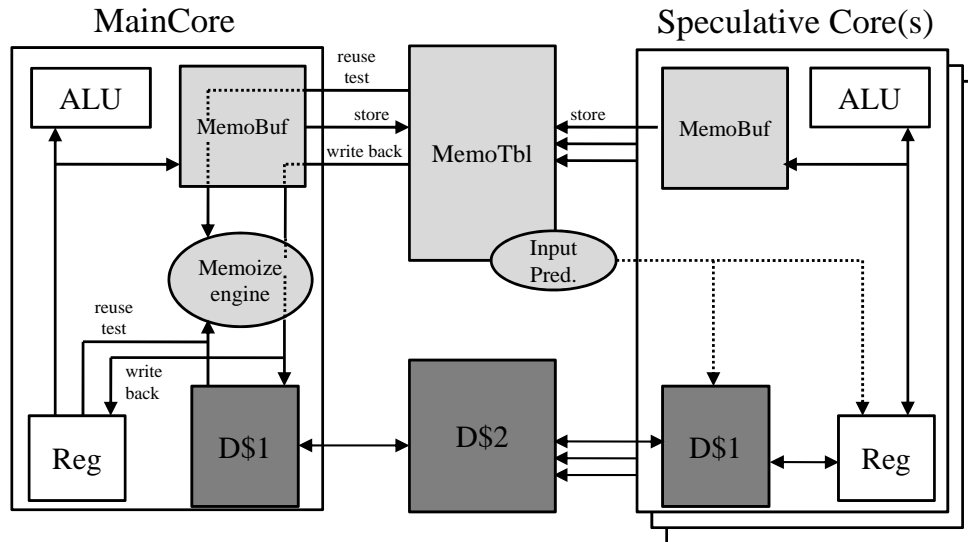 MainCore
Speculative Core(s)
ALU
MemoBuf
reuse
test
store
write back
MemoTbl
store
MemoBuf
ALU
Input
Pred.
Memoize
engine
reuse
test
write
back
Reg
D$1
D$2
D$1
Reg